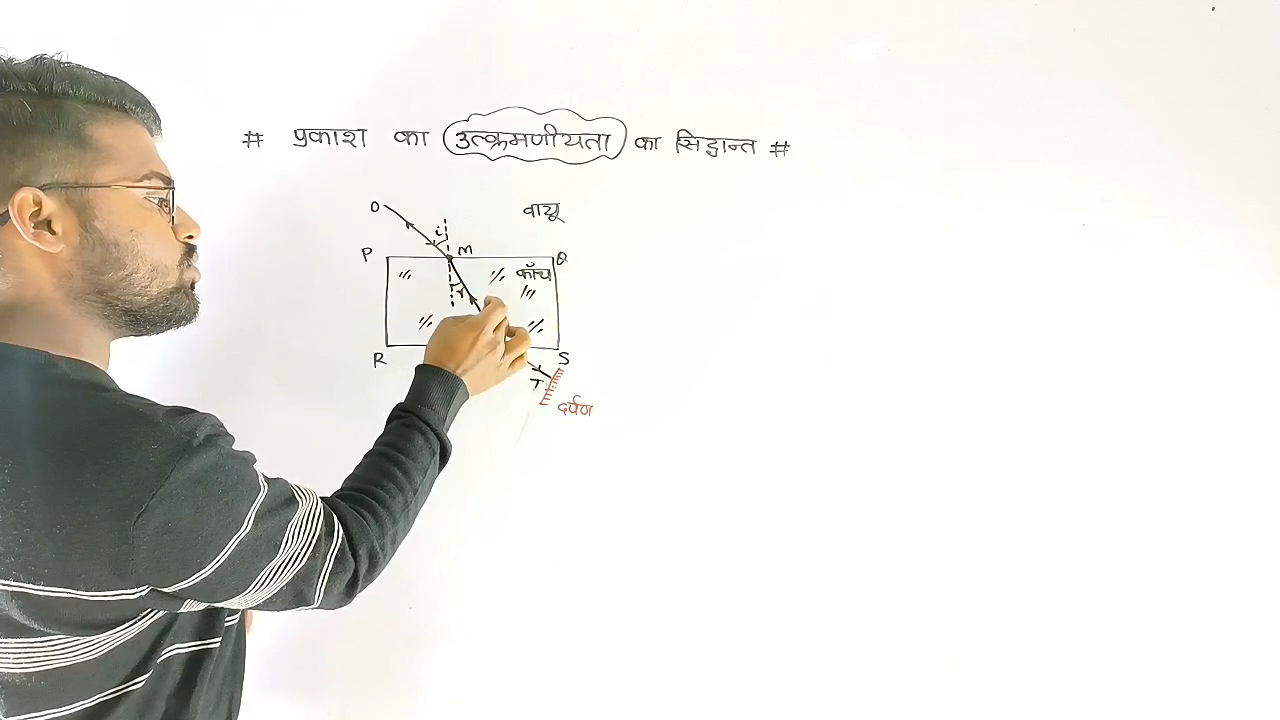 # प्रकाश का उत्क्रमणीयता का सिद्धान्त #
O
i
वायू
P
M
Q
काँच
r
R
S
दर्पण